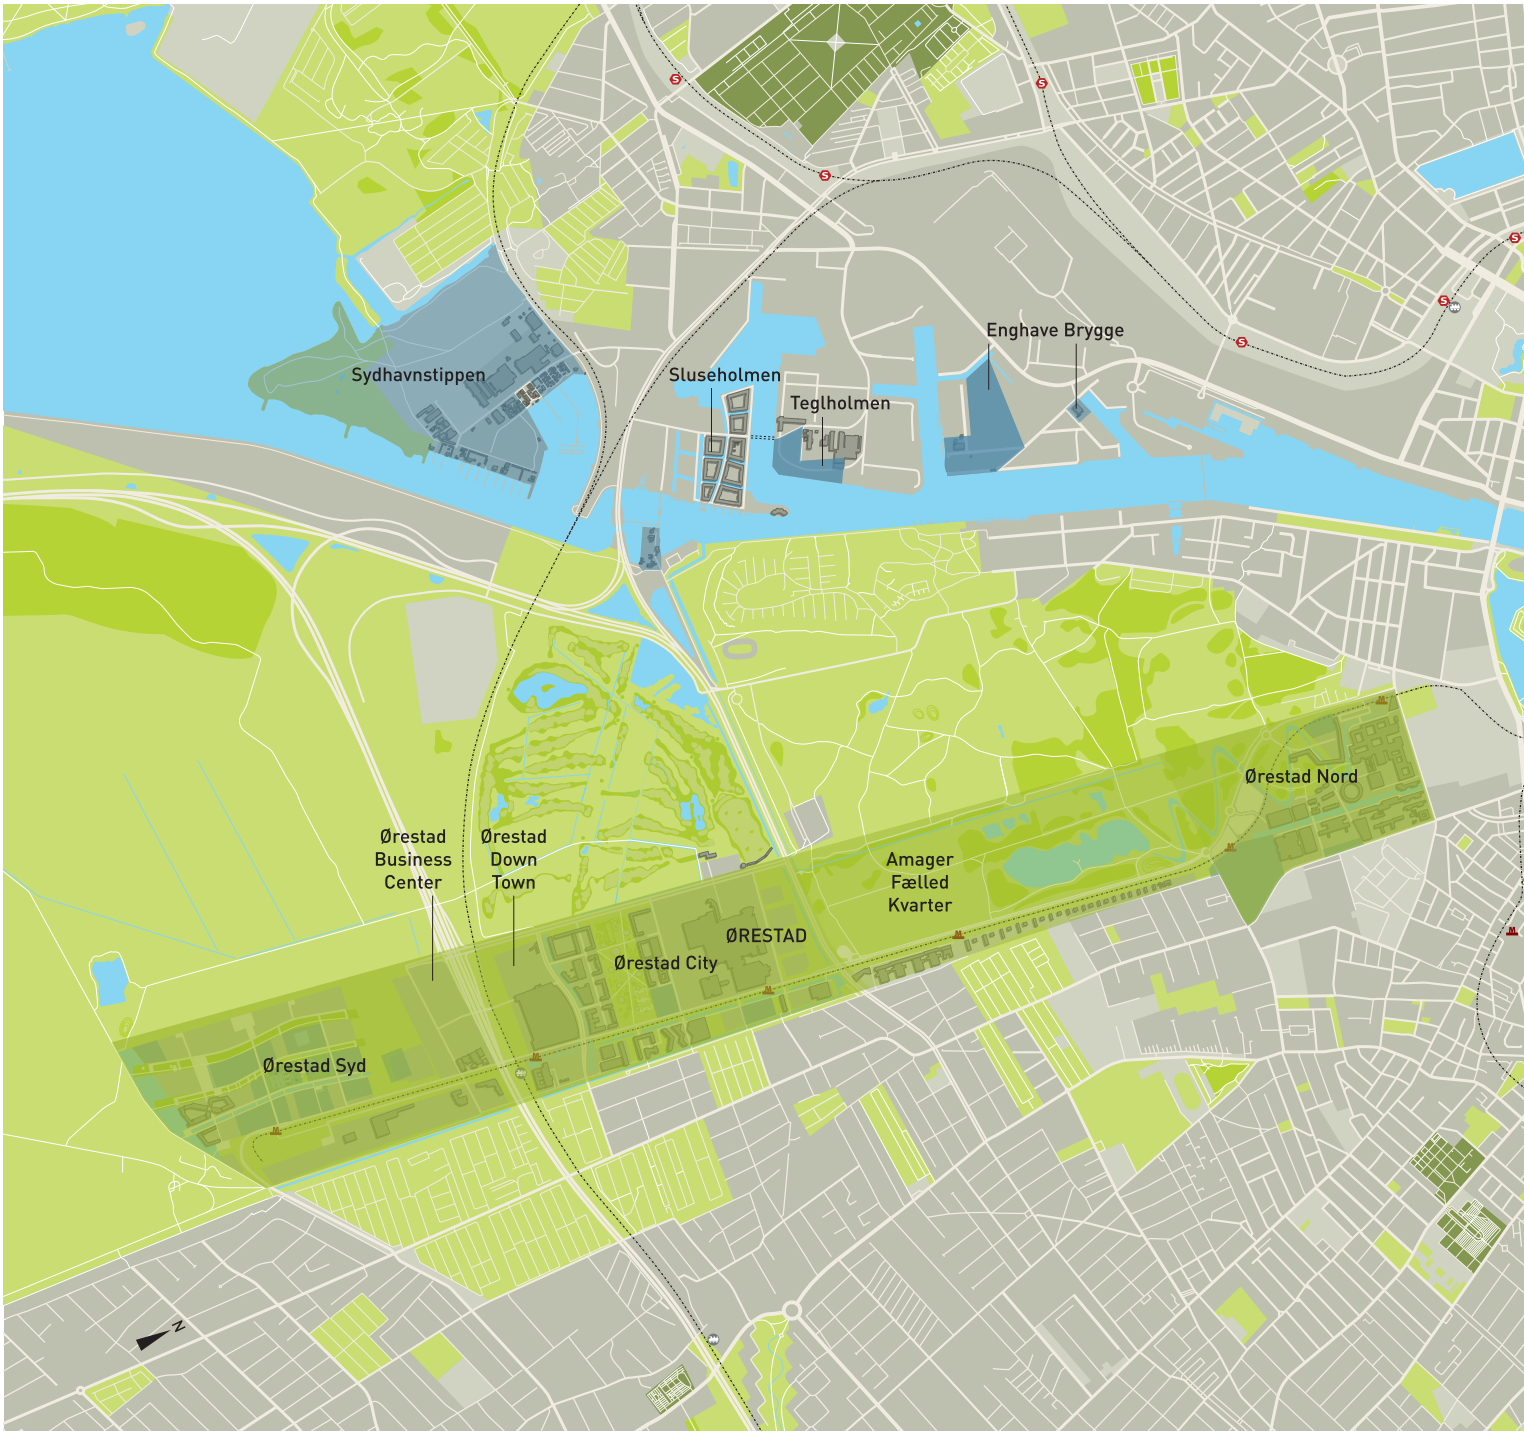 S
S
S
S
S
Enghave Brygge
S
Sydhavnstippen
Sluseholmen
Teglholmen
Ørestad Nord
Ørestad
Business
Center
Ørestad
Down
Town
Amager
Fælled
Kvarter
ØRESTAD
Ørestad City
Ørestad Syd
N